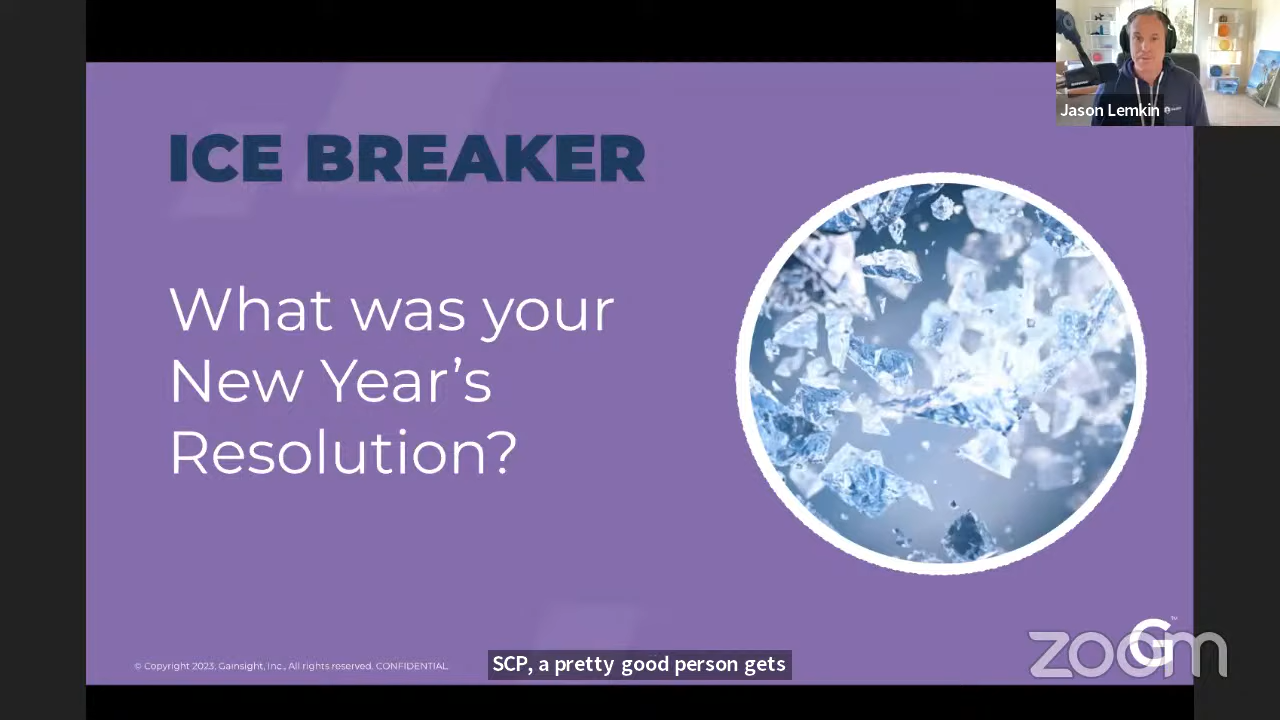 Jason Lemkin
ICE BREAKER
What was your
New Year’s
Resolution?
© Copyright 2023, Gainsight, Inc., All rights reserved. CONFIDENTIAL.
SCP, a pretty good person gets
G™
zoom